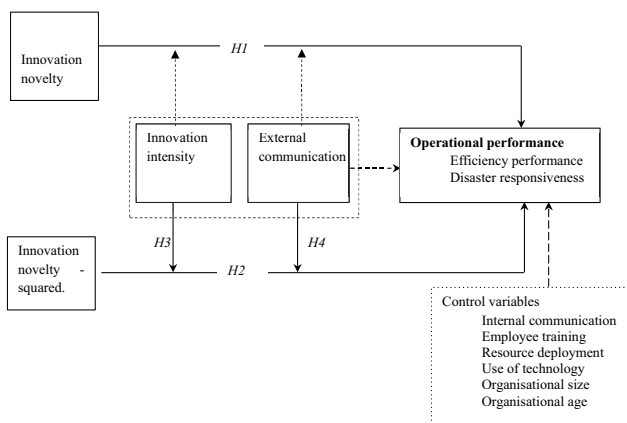 Innovation
novelty
H1
Innovation
intensity
External
communication
Operational performance
Efficiency performance
Disaster responsiveness
H3
H4
Innovation
novelty -
squared.
H2
Control variables
Internal communication
Employee training
Resource deployment
Use of technology
Organisational size
Organisational age